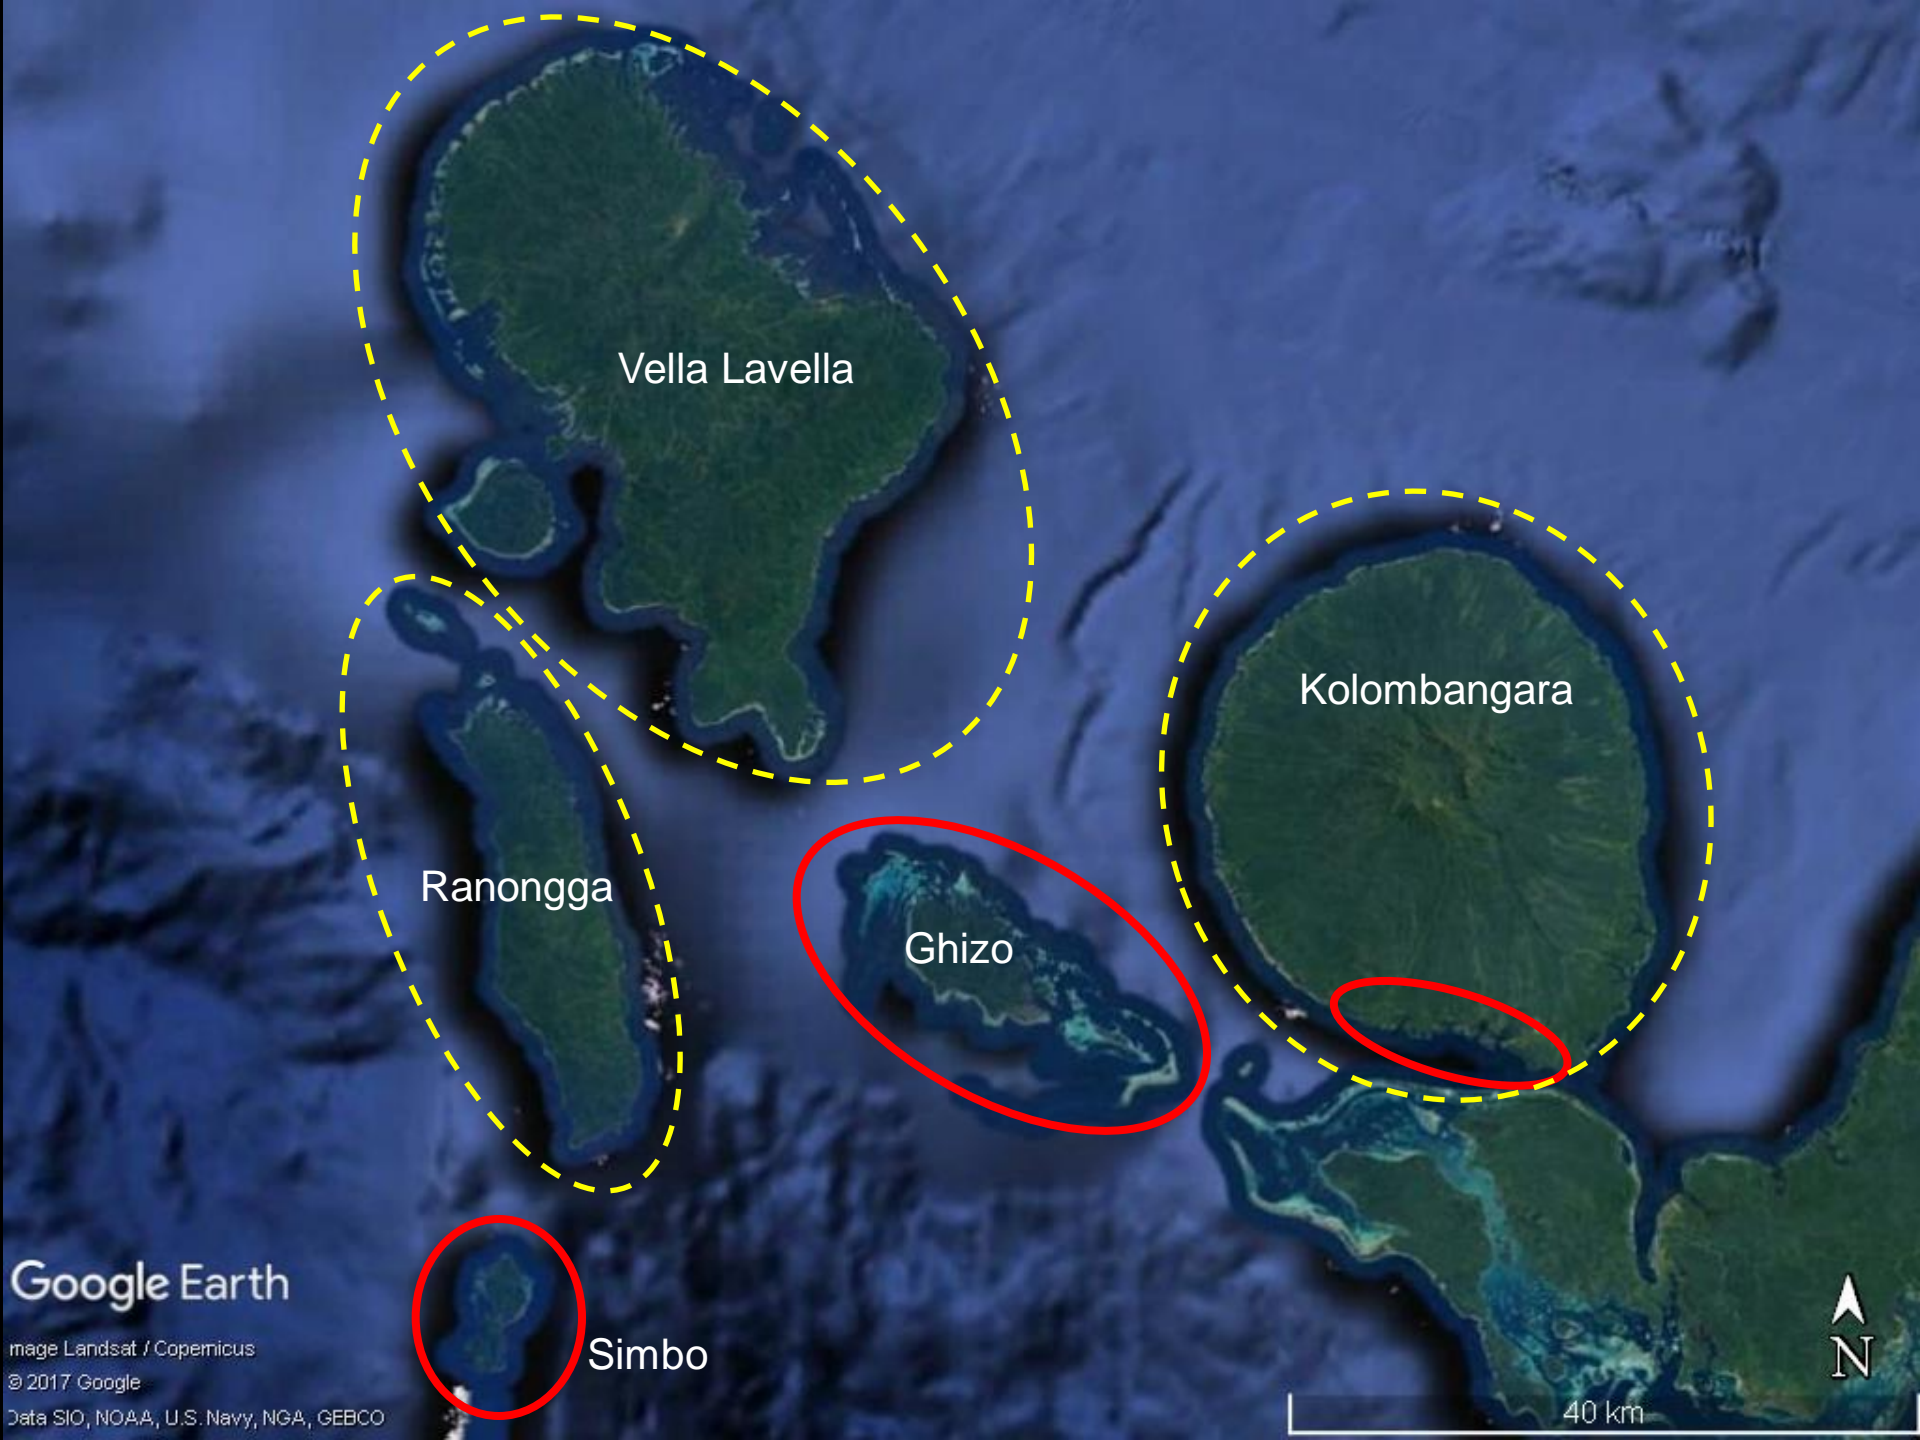 Vella Lavella
Kolombangara
Ranongga
Ghizo
Simbo
Google Earth
mage Landsat / Copernicus
© 2017 Google
Data SIO, NOAA, U.S. Navy, NGA, GEBCO
N
40 km